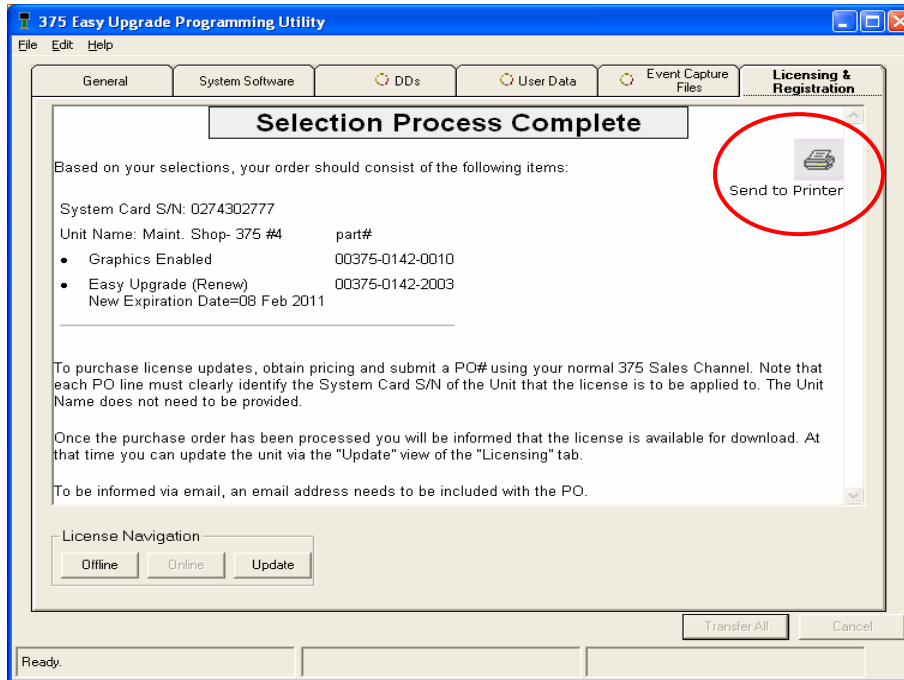 375 Easy Upgrade Programming Utility
File Edit Help
General System Software DDs User Data Event Capture Files Licensing & Registration
Selection Process Complete
Send to Printer
Based on your selections, your order should consist of the following items:
System Card S/N: 0274302777
Unit Name: Maint. Shop- 375 #4 part#
• Graphics Enabled 00375-0142-0010
• Easy Upgrade (Renew) 00375-0142-2003
New Expiration Date=08 Feb 2011
To purchase license updates, obtain pricing and submit a PO# using your normal 375 Sales Channel. Note that
each PO line must clearly identify the System Card S/N of the Unit that the license is to be applied to. The Unit
Name does not need to be provided.
Once the purchase order has been processed you will be informed that the license is available for download. At
that time you can update the unit via the "Update" view of the "Licensing" tab.
To be informed via email, an email address needs to be included with the PO.
License Navigation
Offline Online Update
Transfer All Cancel
Ready.